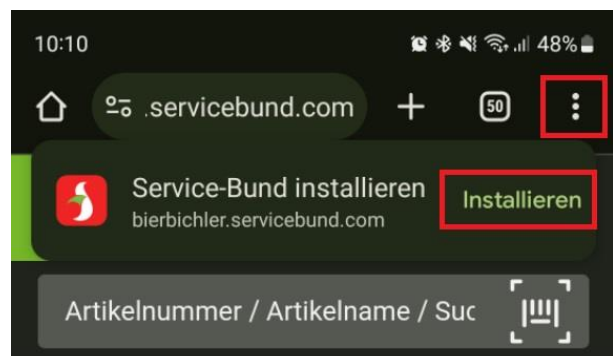 10:10 48%
.servicebund.com 50
Service-Bund installieren
bierbichler.servicebund.com
Installieren
Artikelnummer / Artikelname / Suc